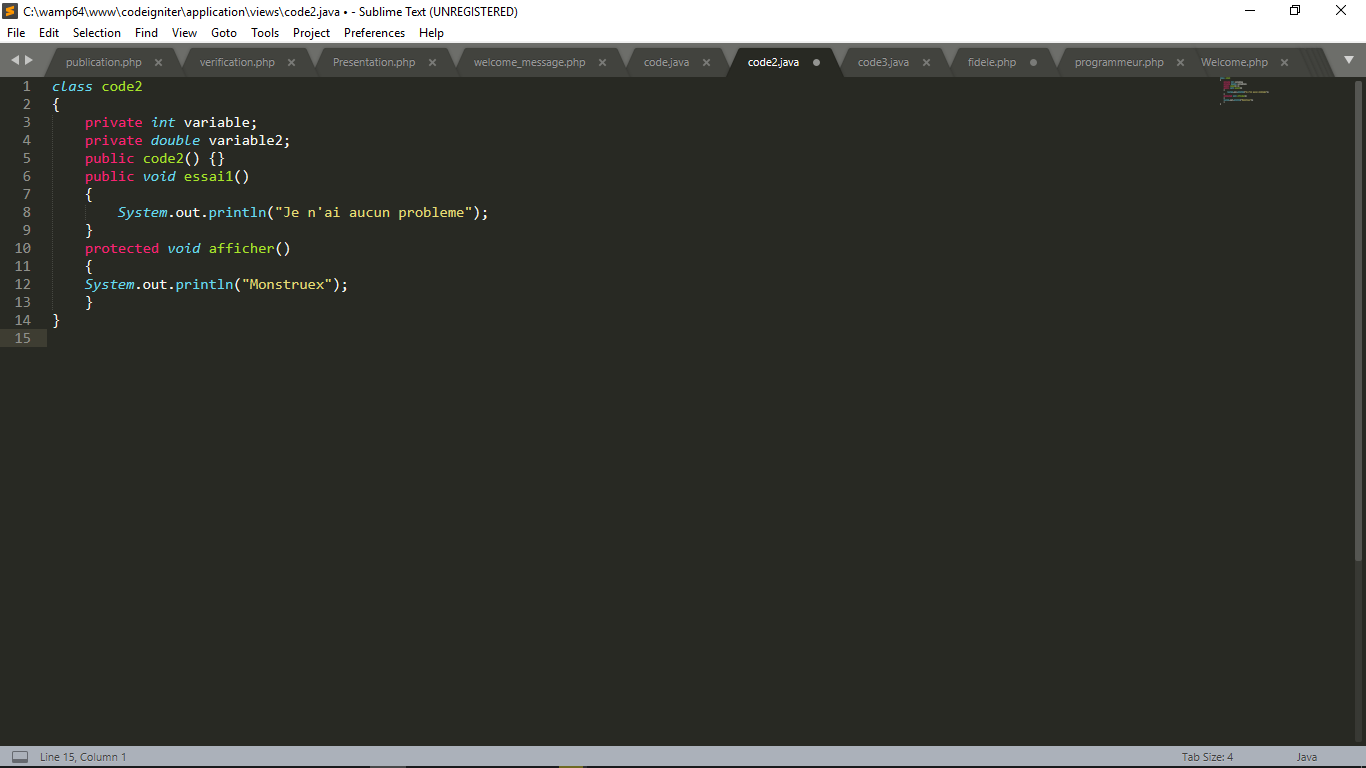 C:\wamp64\www\codeigniter\application\views\code2.java • - Sublime Text (UNREGISTERED)
File Edit Selection Find View Goto Tools Project Preferences Help
publication.php verification.php Presentation.php welcome_message.php code.java code2.java code3.java fidele.php programmeur.php Welcome.php
1 class code2
2 {
3     private int variable;
4     private double variable2;
5     public code2() {}
6     public void essai1()
7     {
8         System.out.println("Je n'ai aucun probleme");
9     }
10     protected void afficher()
11     {
12     System.out.println("Monstruex");
13     }
14 }
15
Line 15, Column 1 Tab Size: 4 Java